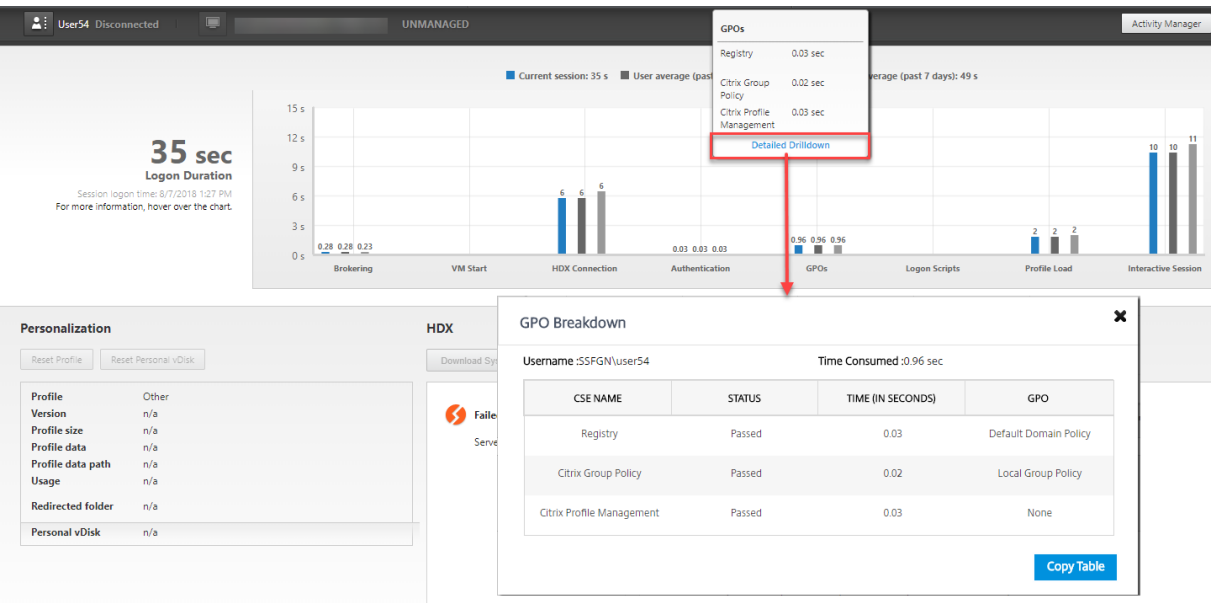 User54 Disconnected
UNMANAGED
Activity Manager
GPOs
Registry 0.03 sec
Citrix Group Policy 0.02 sec
Citrix Profile Management 0.03 sec
Detailed Drilldown
Current session: 35 s User average (past verage (past 7 days): 49 s
35 sec
Logon Duration
Session logon time: 8/7/2018 1:27 PM
For more information, hover over the chart.
15 s
12 s
9 s
6 s
3 s
0 s
0.28 0.28 0.23
6 6 6
0.03 0.03 0.03
0.96 0.96 0.96
2 2 2
10 10 11
Brokering VM Start HDX Connection Authentication GPOs Logon Scripts Profile Load Interactive Session
Personalization
Reset Profile Reset Personal vDisk
Profile Other
Version n/a
Profile size n/a
Profile data n/a
Profile data path n/a
Usage n/a
Redirected folder n/a
Personal vDisk n/a
HDX
Download Sys
Faile
Serve
GPO Breakdown
Username :SSFGN\user54 Time Consumed :0.96 sec
CSE NAME STATUS TIME (IN SECONDS) GPO
Registry Passed 0.03 Default Domain Policy
Citrix Group Policy Passed 0.02 Local Group Policy
Citrix Profile Management Passed 0.03 None
Copy Table